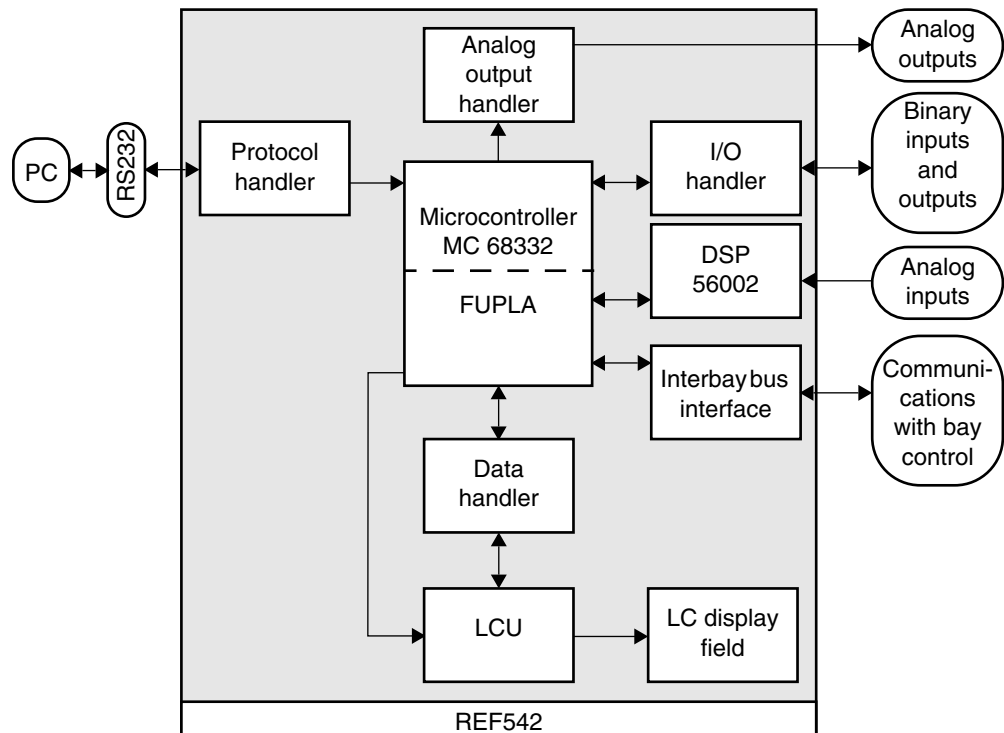 Analog
output
handler
Analog
outputs
PC
RS232
Protocol
handler
I/O
handler
Binary
inputs
and
outputs
Microcontroller
MC 68332
FUPLA
DSP
56002
Analog
inputs
Interbay bus
interface
Communi-
cations
with bay
control
Data
handler
LCU
LC display
field
REF542